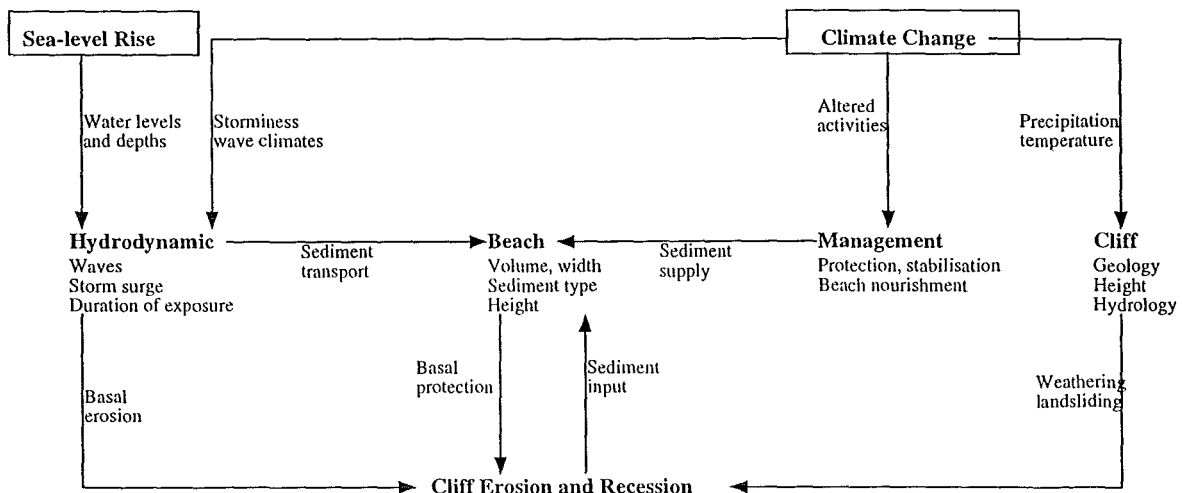 Sea-level Rise
Climate Change
Water levels
and depths
Storminess
wave climates
Altered
activities
Precipitation
temperature
Hydrodynamic
Waves
Storm surge
Duration of exposure
Sediment
transport
Beach
Volume, width
Sediment type
Height
Sediment
supply
Management
Protection, stabilisation
Beach nourishment
Cliff
Geology
Height
Hydrology
Basal
erosion
Basal
protection
Sediment
input
Weathering
landsliding
Cliff Erosion and Recession